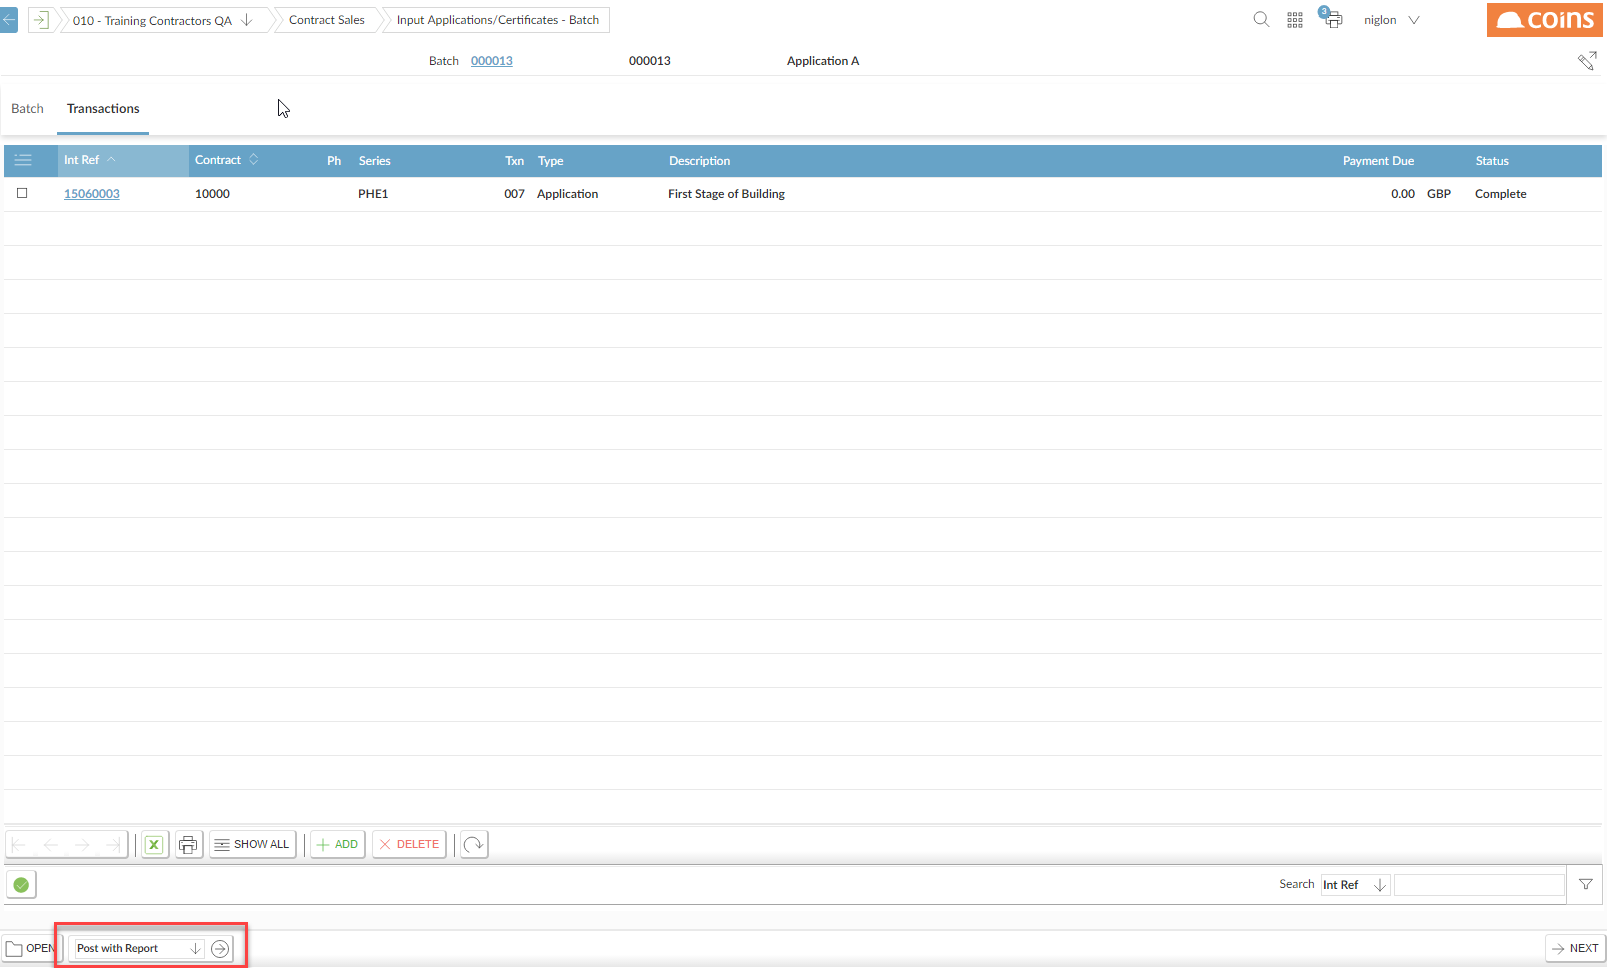 010 - Training Contractors QA Contract Sales Input Applications/Certificates - Batch 3 niglon coins
Batch 000013 000013 Application A
Batch Transactions
Int Ref Contract Ph Series Txn Type Description Payment Due Status
15060003 10000 PHE1 007 Application First Stage of Building 0.00 GBP Complete
SHOW ALL ADD DELETE
Search Int Ref
OPEN Post with Report NEXT